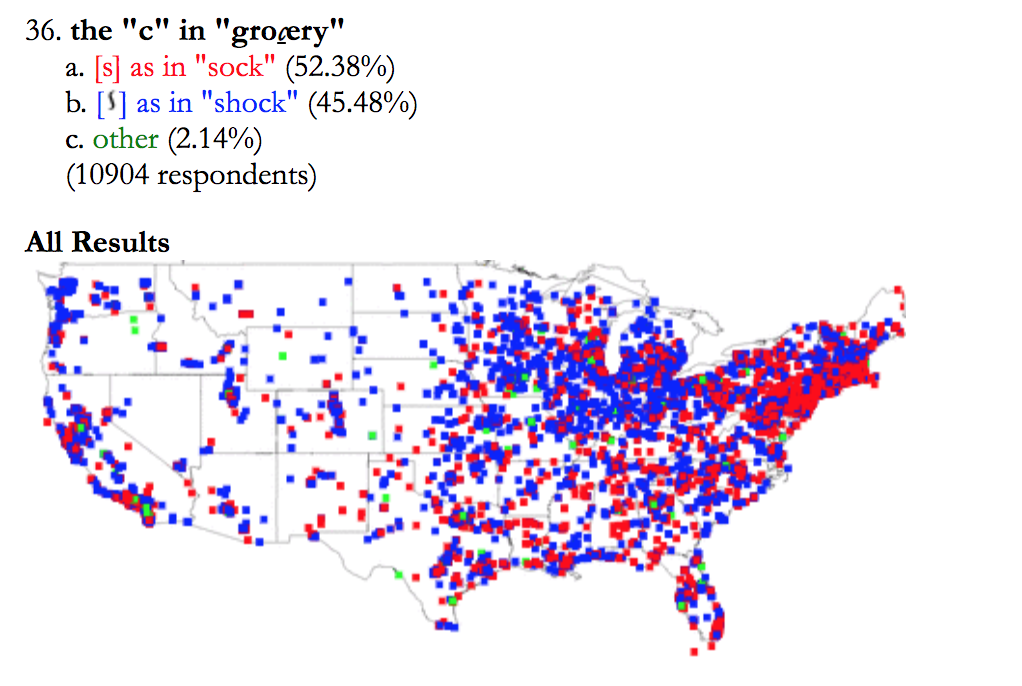 36. the "c" in "grocery"
a. [s] as in "sock" (52.38%)
b. [ʃ] as in "shock" (45.48%)
c. other (2.14%)
(10904 respondents)
All Results